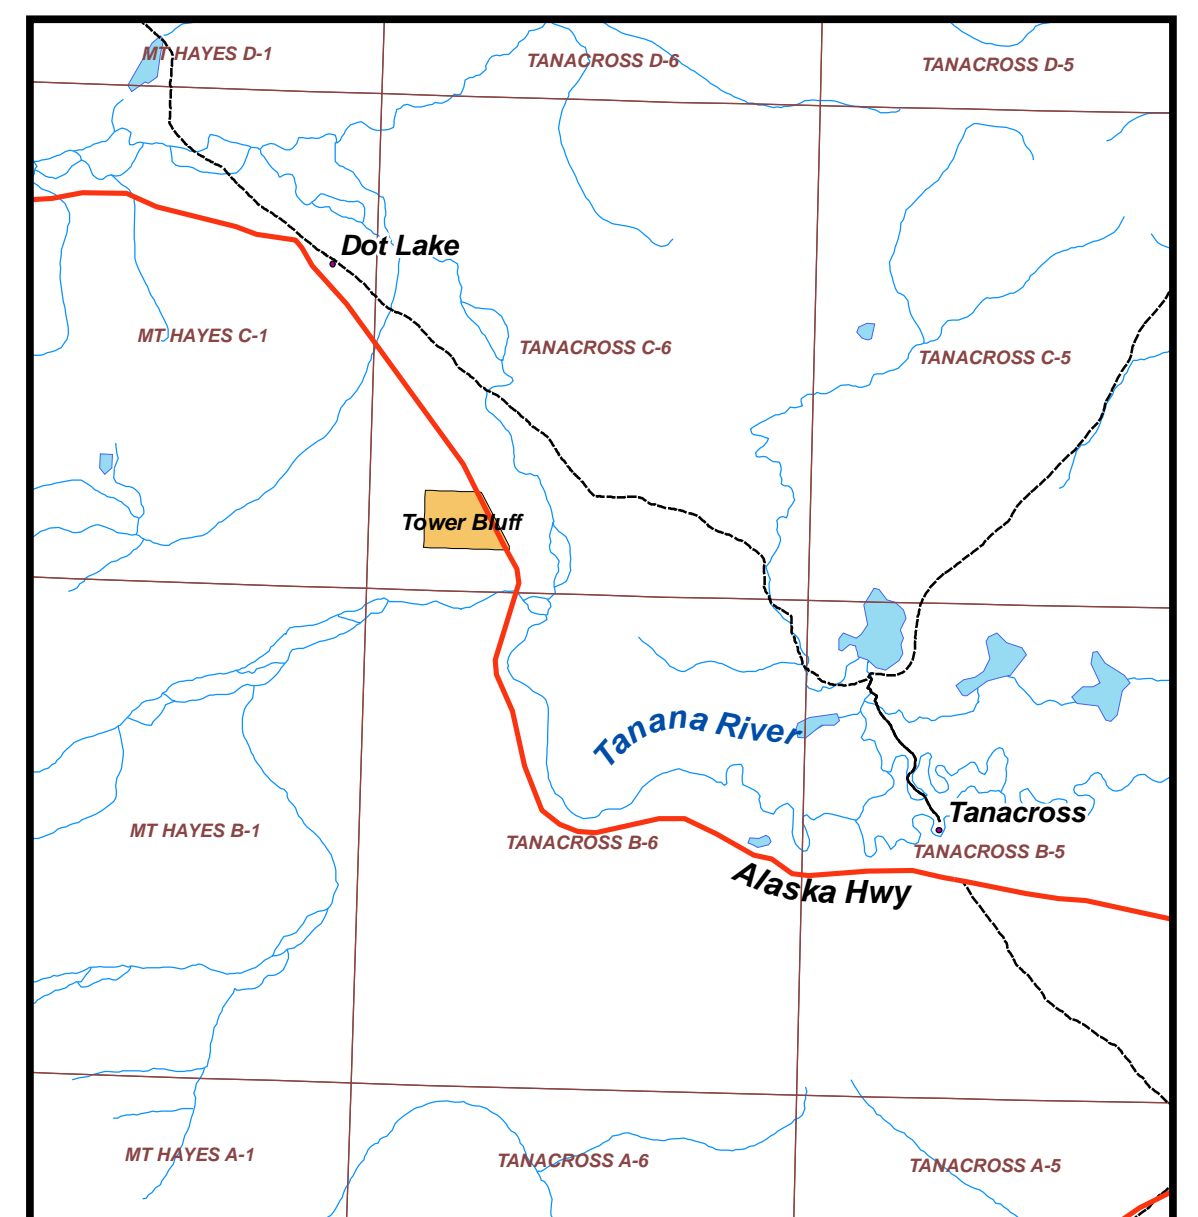 MT HAYES D-1
TANACROSS D-6
TANACROSS D-5
Dot Lake
MT HAYES C-1
TANACROSS C-6
TANACROSS C-5
Tower Bluff
Tanana River
MT HAYES B-1
TANACROSS B-6
Tanacross
TANACROSS B-5
Alaska Hwy
MT HAYES A-1
TANACROSS A-6
TANACROSS A-5